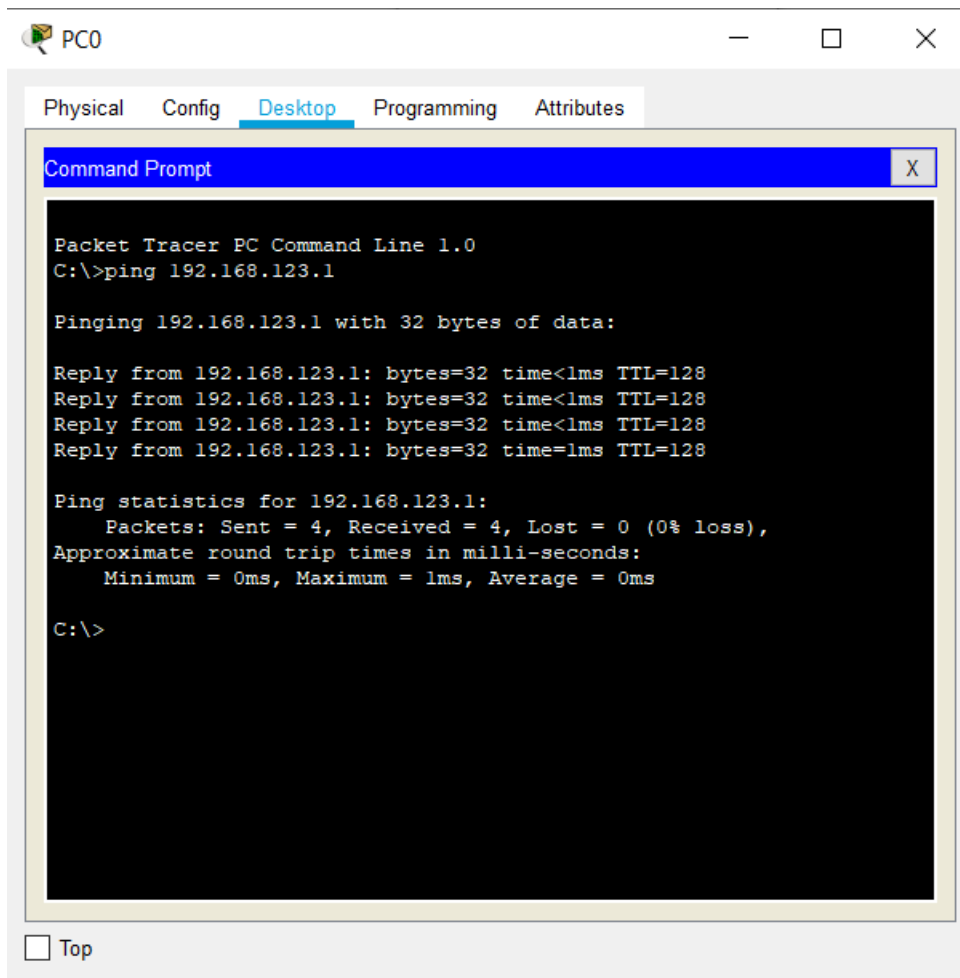 PC0
Physical Config Desktop Programming Attributes
Command Prompt
X
Packet Tracer PC Command Line 1.0
C:\>ping 192.168.123.1
Pinging 192.168.123.1 with 32 bytes of data:
Reply from 192.168.123.1: bytes=32 time<1ms TTL=128
Reply from 192.168.123.1: bytes=32 time<1ms TTL=128
Reply from 192.168.123.1: bytes=32 time<1ms TTL=128
Reply from 192.168.123.1: bytes=32 time=1ms TTL=128
Ping statistics for 192.168.123.1:
Packets: Sent = 4, Received = 4, Lost = 0 (0% loss),
Approximate round trip times in milli-seconds:
Minimum = 0ms, Maximum = 1ms, Average = 0ms
C:\>
Top